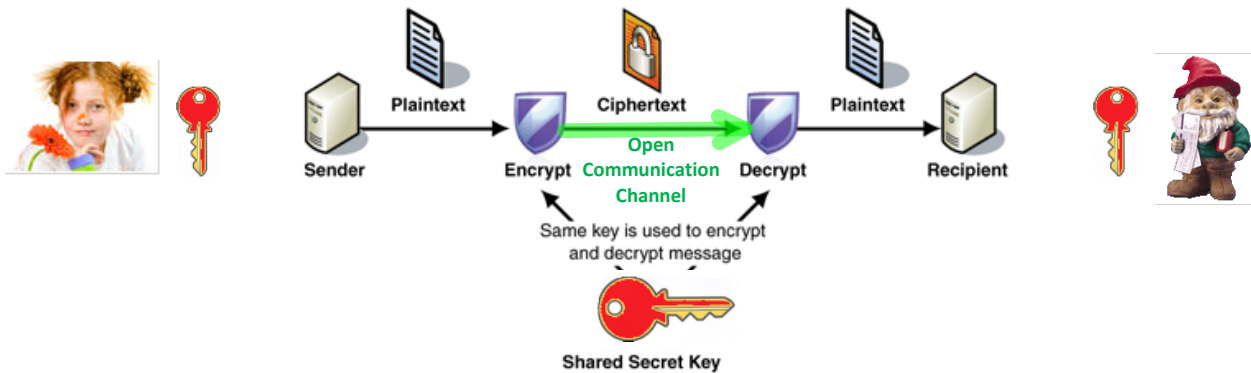 Plaintext
Ciphertext
Plaintext
Sender
Encrypt
Open
Communication
Channel
Decrypt
Recipient
Same key is used to encrypt
and decrypt message
Shared Secret Key